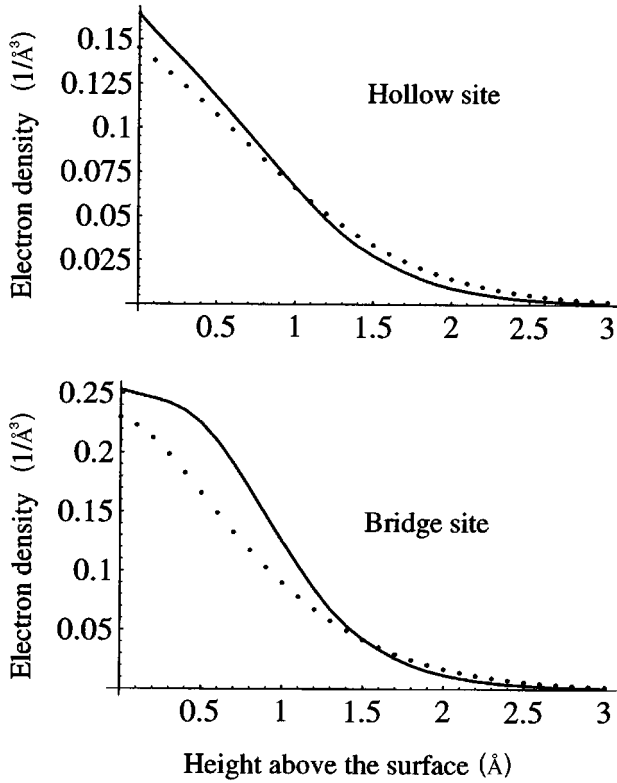 Electron density (1/Å³)
0.15
0.125
0.1
0.075
0.05
0.025
Hollow site
0.5 1 1.5 2 2.5 3
Electron density (1/Å³)
0.25
0.2
0.15
0.1
0.05
Bridge site
0.5 1 1.5 2 2.5 3
Height above the surface (Å)